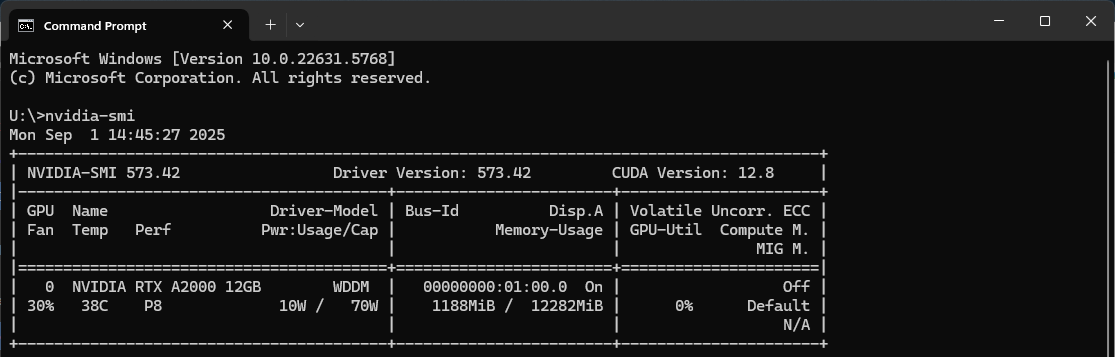 Command Prompt
Microsoft Windows [Version 10.0.22631.5768]
(c) Microsoft Corporation. All rights reserved.

U:\>nvidia-smi
Mon Sep  1 14:45:27 2025
+-----------------------------------------------------------------------------------------+
| NVIDIA-SMI 573.42                 Driver Version: 573.42         CUDA Version: 12.8     |
|-----------------------------------------+------------------------+----------------------+
| GPU  Name                  Driver-Model | Bus-Id          Disp.A | Volatile Uncorr. ECC |
| Fan  Temp   Perf          Pwr:Usage/Cap |           Memory-Usage | GPU-Util  Compute M. |
|                                         |                        |               MIG M. |
|=========================================+========================+======================|
|   0  NVIDIA RTX A2000 12GB        WDDM  |   00000000:01:00.0  On |                  Off |
| 30%   38C    P8             10W /   70W |    1188MiB /  12282MiB |      0%      Default |
|                                         |                        |                  N/A |
+-----------------------------------------+------------------------+----------------------+